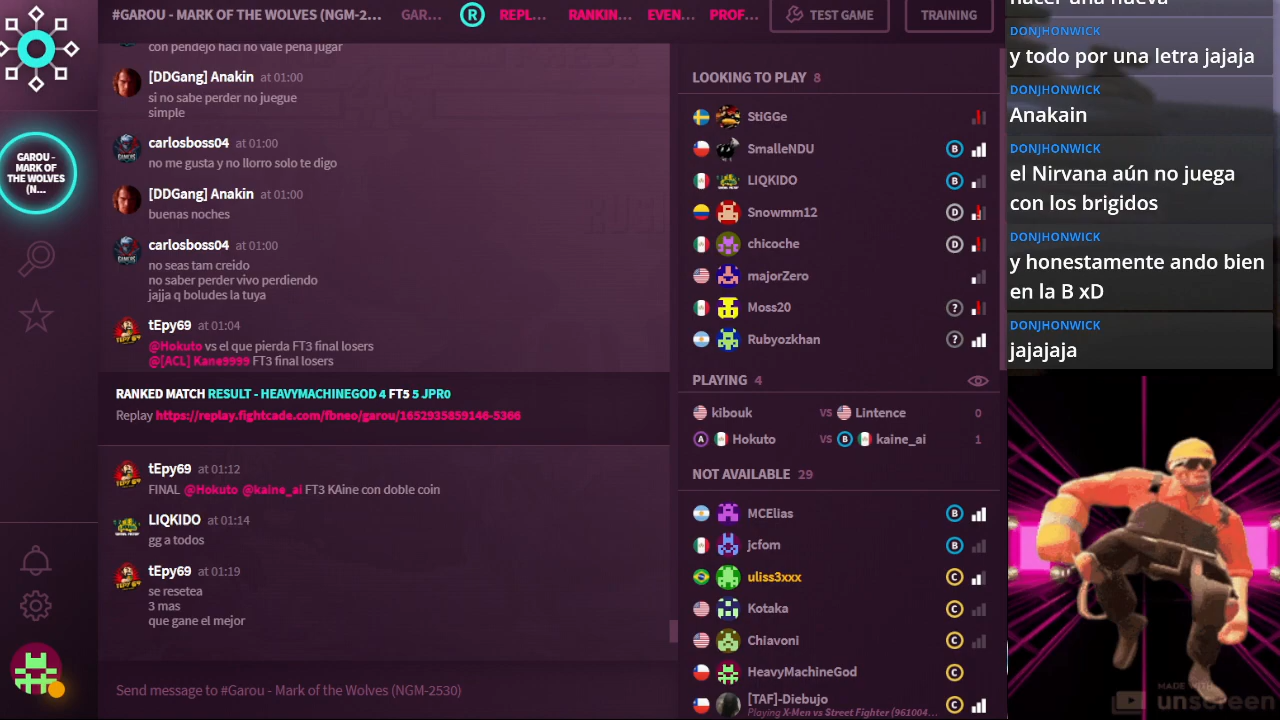 #GAROU - MARK OF THE WOLVES (NGM-2...
GAR...
R
REPL...
RANKIN...
EVEN...
PROF...
TEST GAME
TRAINING
GAROU -
MARK OF
THE WOLVES
(N...
con pendejo haci no vale pena jugar
[DDGang] Anakin at 01:00
si no sabe perder no juegue
simple
carlosboss04 at 01:00
no me gusta y no llorro solo te digo
[DDGang] Anakin at 01:00
buenas noches
carlosboss04 at 01:00
no seas tam creido
no saber perder vivo perdiendo
jajja q boludes la tuya
tEpy69 at 01:04
@Hokuto vs el que pierda FT3 final losers
@[ACL] Kane9999 FT3 final losers
RANKED MATCH RESULT - HEAVYMACHINEGOD 4 FT5 5 JPR0
Replay https://replay.fightcade.com/fbneo/garou/1652935859146-5366
tEpy69 at 01:12
FINAL @Hokuto @kaine_ai FT3 KAine con doble coin
LIQKIDO at 01:14
gg a todos
tEpy69 at 01:19
se resetea
3 mas
que gane el mejor
Send message to #Garou - Mark of the Wolves (NGM-2530)
LOOKING TO PLAY 8
StIGGe
SmalleNDU B
LIQKIDO B
Snowmm12 D
chicoche D
majorZero
Moss20 ?
Rubyozkhan ?
PLAYING 4
kibouk VS Lintence 0
A Hokuto VS B kaine_ai 1
NOT AVAILABLE 29
MCElias B
jcfom B
uliss3xxx C
Kotaka C
Chiavoni C
HeavyMachineGod C
[TAF]-Diebujo C
Playing X-Men vs Street Fighter (961004...
hacer una nueva
DONJHONWICK
y todo por una letra jajaja
DONJHONWICK
Anakain
DONJHONWICK
el Nirvana aún no juega
con los brigidos
DONJHONWICK
y honestamente ando bien
en la B xD
DONJHONWICK
jajajaja
MADE WITH
unscreen